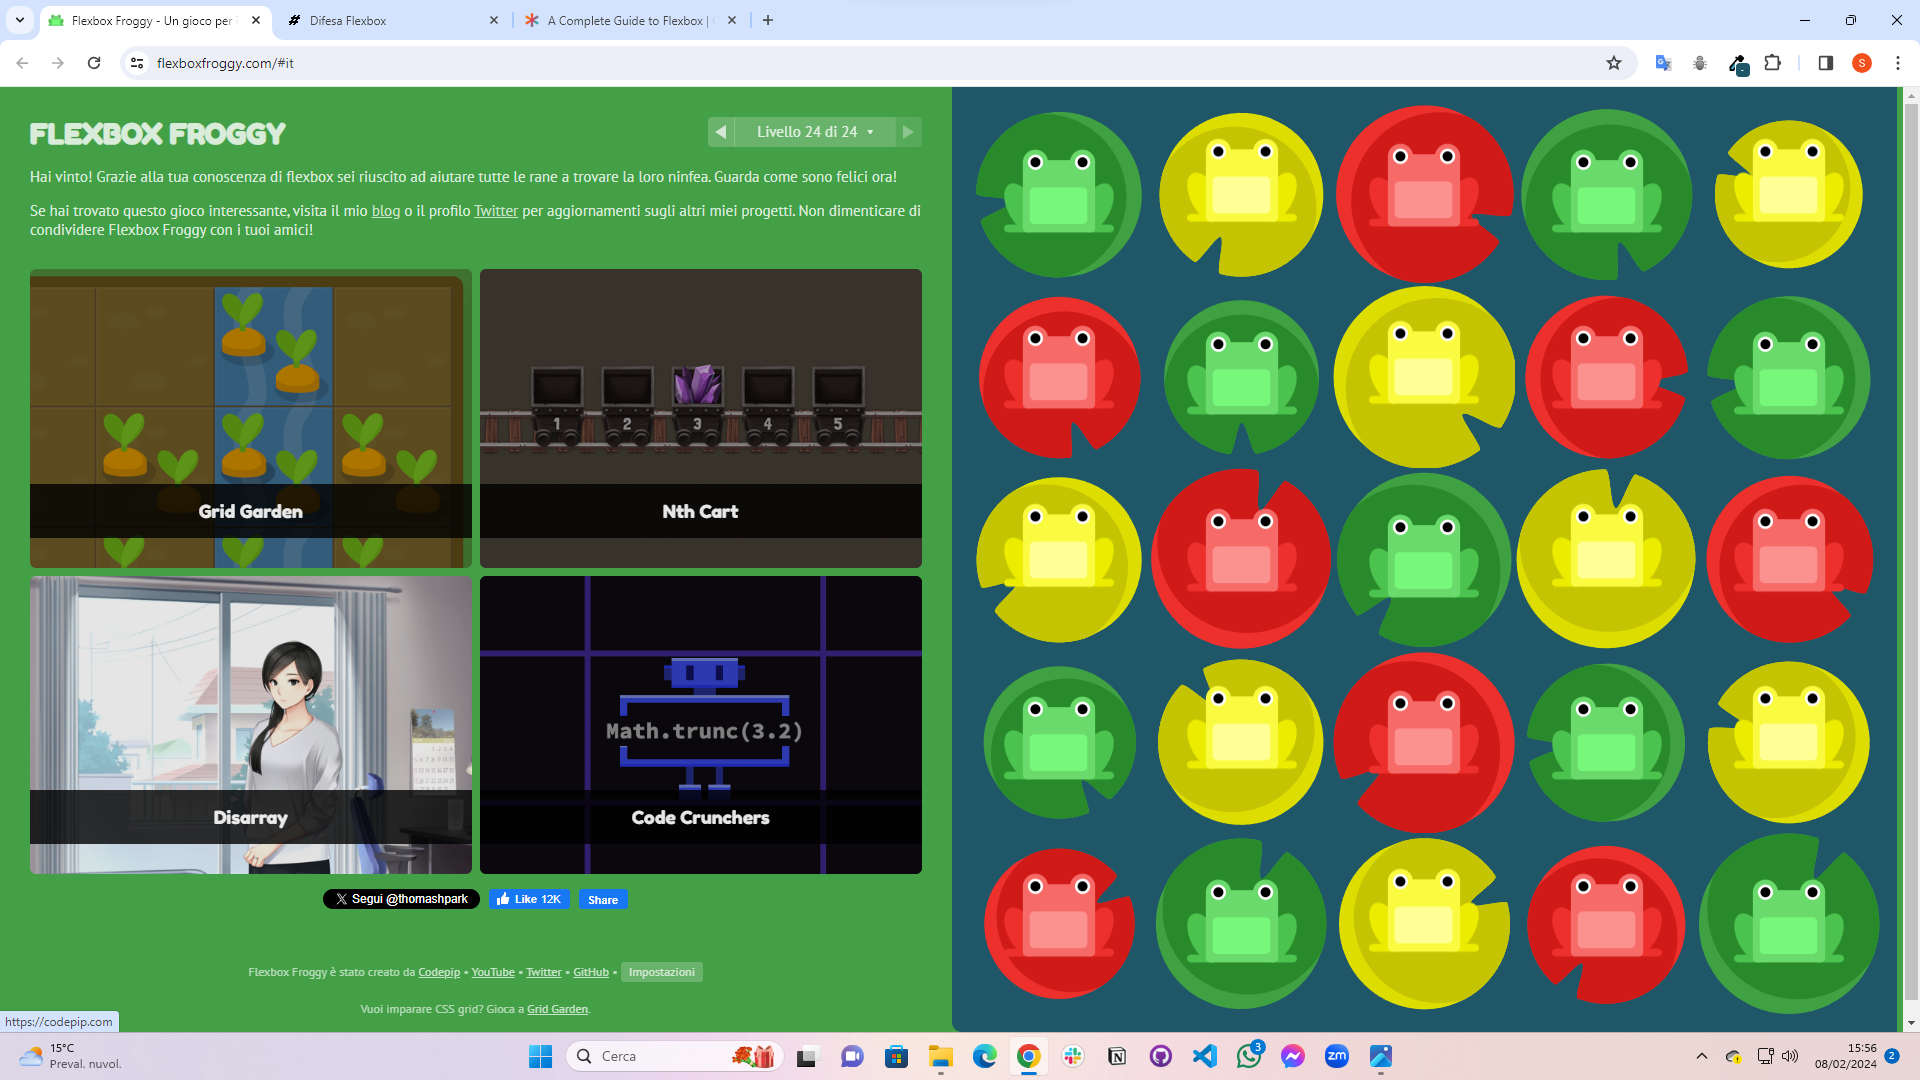 Flexbox Froggy - Un gioco per i
Difesa Flexbox
A Complete Guide to Flexbox |
flexboxfroggy.com/#it
S
FLEXBOX FROGGY
Livello 24 di 24
Hai vinto! Grazie alla tua conoscenza di flexbox sei riuscito ad aiutare tutte le rane a trovare la loro ninfea. Guarda come sono felici ora!
Se hai trovato questo gioco interessante, visita il mio blog o il profilo Twitter per aggiornamenti sugli altri miei progetti. Non dimenticare di
condividere Flexbox Froggy con i tuoi amici!
Grid Garden
1 2 3 4 5
Nth Cart
Disarray
Math.trunc(3.2)
Code Crunchers
Segui @thomashpark
Like 12K
Share
Flexbox Froggy è stato creato da Codepip • YouTube • Twitter • GitHub • Impostazioni
Vuoi imparare CSS grid? Gioca a Grid Garden.
https://codepip.com
15°C
Preval. nuvol.
Cerca
3
zm
15:56
08/02/2024
2